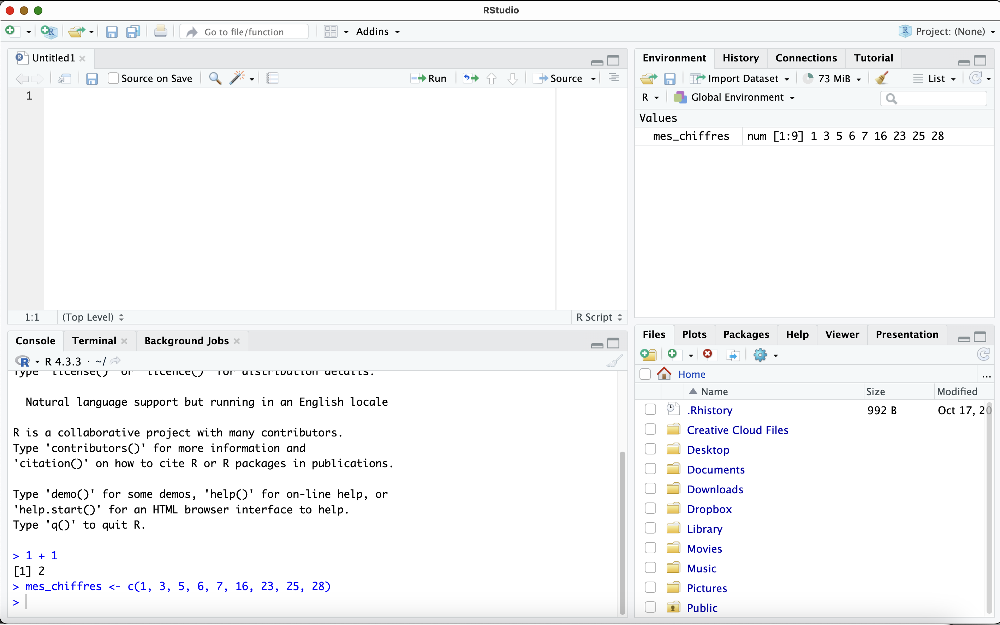 RStudio
Go to file/function
Addins
Project: (None)
Untitled1
Source on Save
Run
Source
1
1:1
(Top Level)
R Script
Console
Terminal
Background Jobs
R 4.3.3 · ~/
Type 'license()' or 'licence()' for distribution details.
Natural language support but running in an English locale
R is a collaborative project with many contributors.
Type 'contributors()' for more information and
'citation()' on how to cite R or R packages in publications.
Type 'demo()' for some demos, 'help()' for on-line help, or
'help.start()' for an HTML browser interface to help.
Type 'q()' to quit R.
> 1 + 1
[1] 2
> mes_chiffres <- c(1, 3, 5, 6, 7, 16, 23, 25, 28)
>
Environment
History
Connections
Tutorial
Import Dataset
73 MiB
List
R
Global Environment
Values
mes_chiffres num [1:9] 1 3 5 6 7 16 23 25 28
Files
Plots
Packages
Help
Viewer
Presentation
Home
...
Name Size Modified
.Rhistory 992 B Oct 17, 20
Creative Cloud Files
Desktop
Documents
Downloads
Dropbox
Library
Movies
Music
Pictures
Public